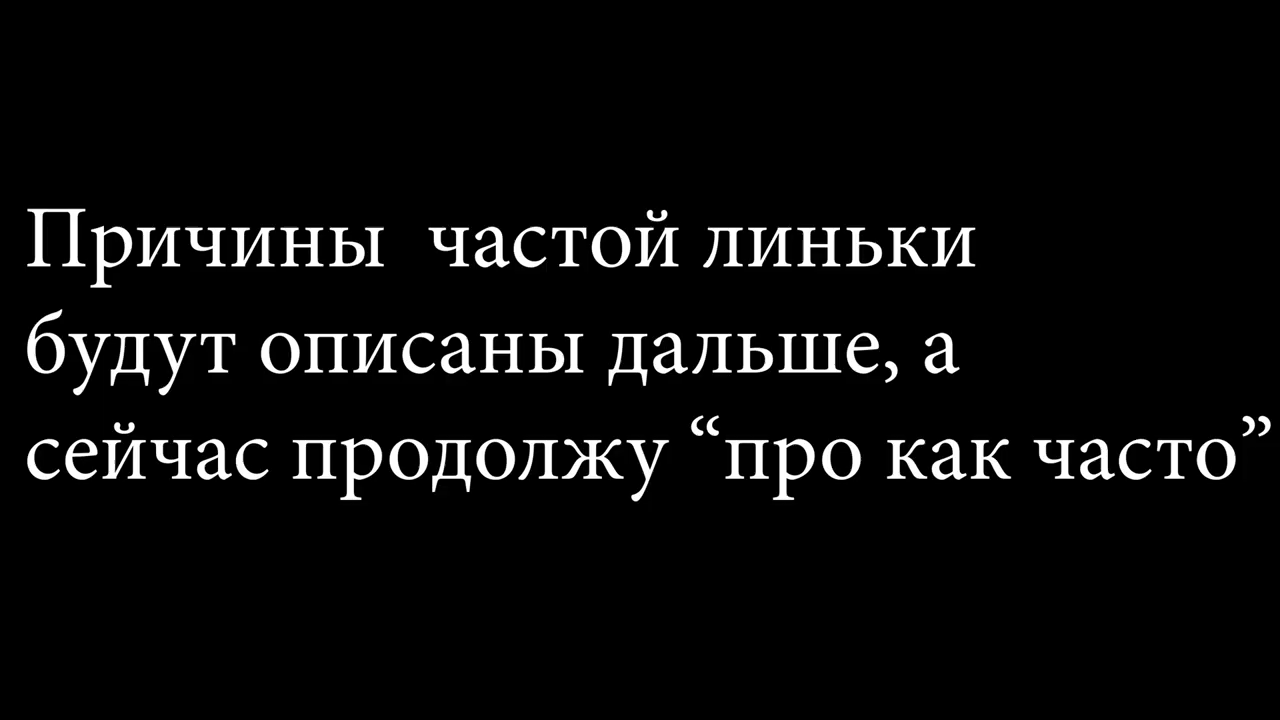 Причины  частой линьки
будут описаны дальше, а
сейчас продолжу “про как часто”